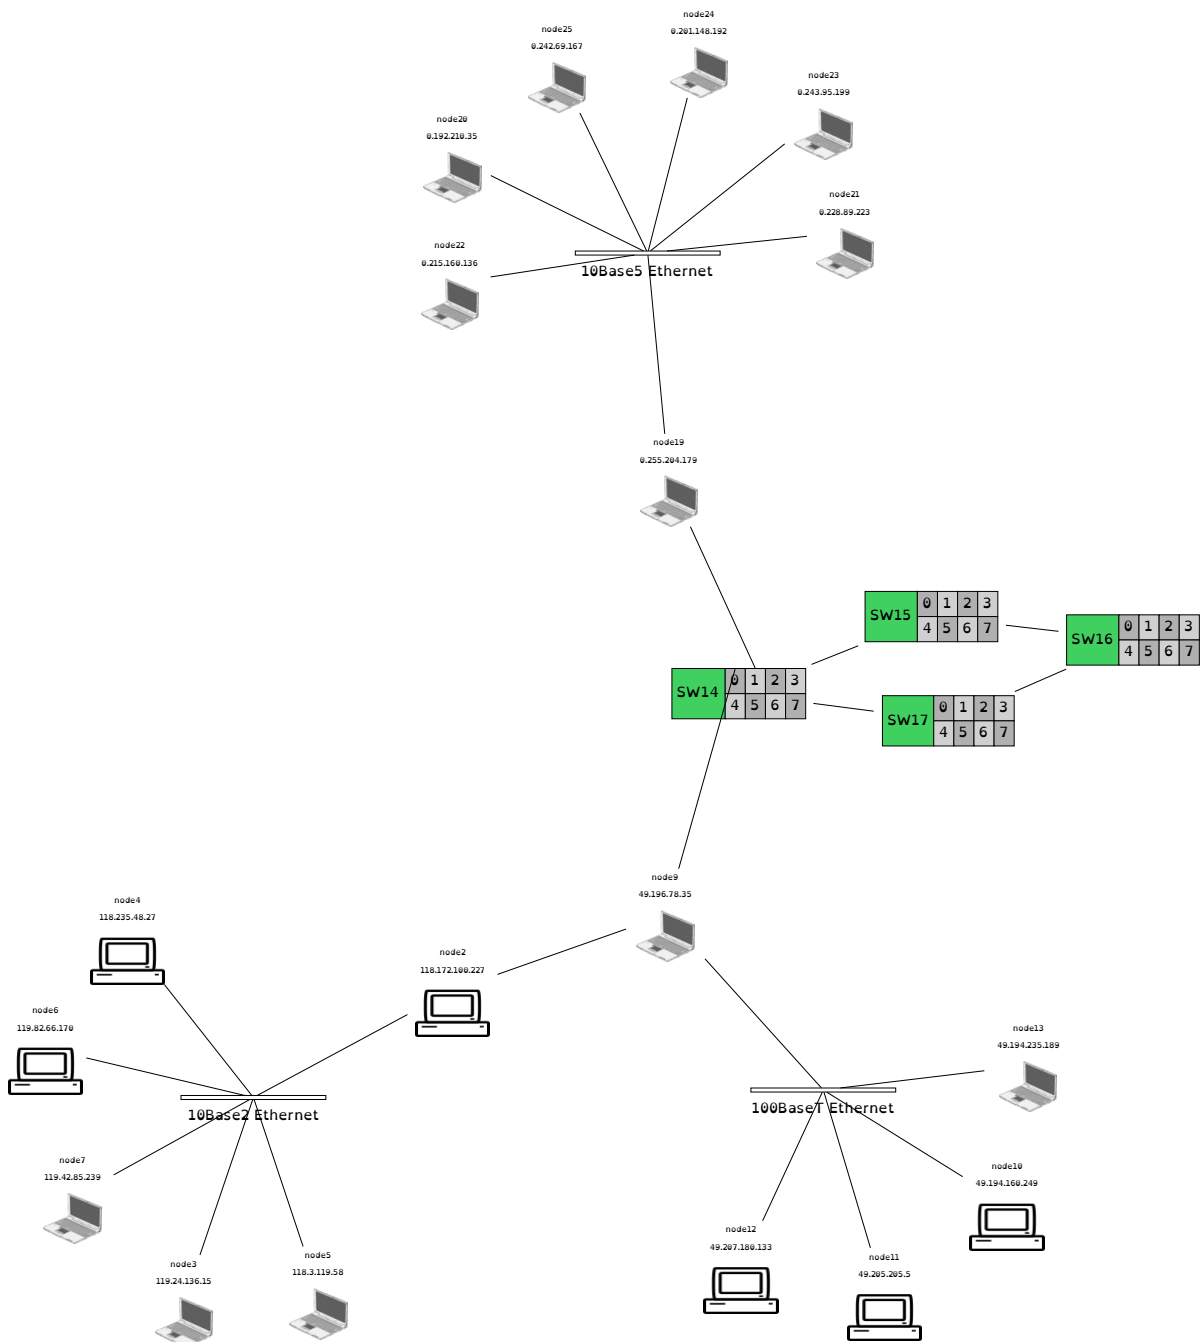 node24
0.201.148.192
node25
0.242.69.167
node23
0.243.95.199
node20
0.192.210.35
node21
0.228.89.223
node22
0.215.160.136
10Base5 Ethernet
node19
0.255.204.179
SW15
0 1 2 3
4 5 6 7
SW16
0 1 2 3
4 5 6 7
SW14
0 1 2 3
4 5 6 7
SW17
0 1 2 3
4 5 6 7
node9
49.196.78.35
node4
118.235.48.27
node2
118.172.100.227
node6
119.82.66.170
node13
49.194.235.189
10Base2 Ethernet
100BaseT Ethernet
node7
119.42.85.239
node10
49.194.160.249
node12
49.207.180.133
node5
118.3.119.58
node11
49.205.205.5
node3
119.24.136.15